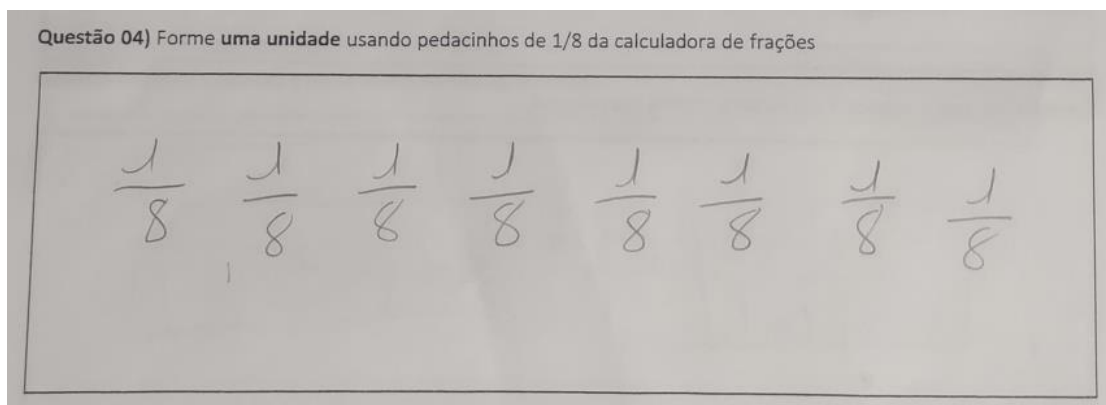 Questão 04) Forme uma unidade usando pedacinhos de 1/8 da calculadora de frações
1/8 1/8 1/8 1/8 1/8 1/8 1/8 1/8